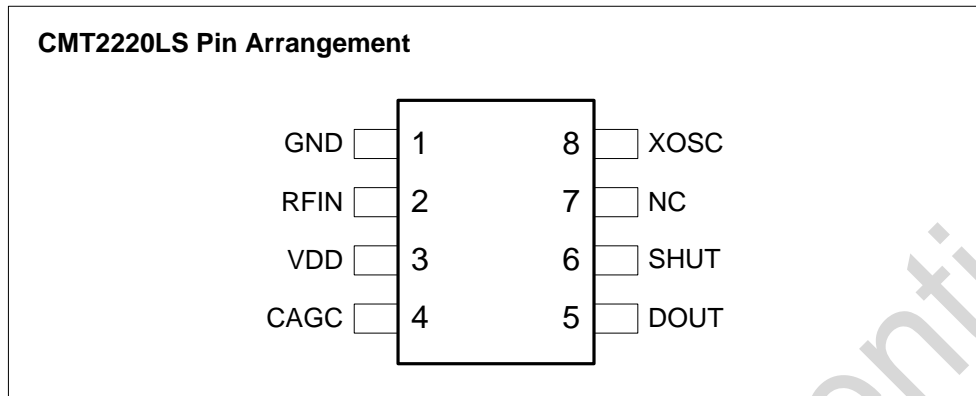 CMT2220LS Pin Arrangement
GND 1 8 XOSC
RFIN 2 7 NC
VDD 3 6 SHUT
CAGC 4 5 DOUT